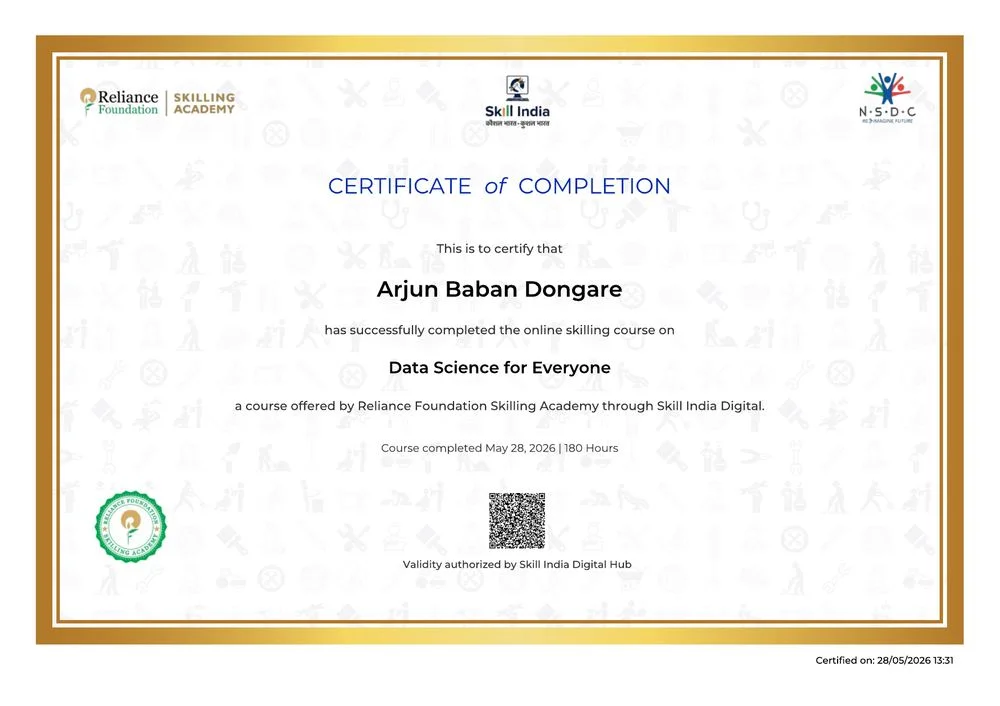 Reliance Foundation | SKILLING ACADEMY
Skill India
कौशल भारत - कुशल भारत
N·S·D·C
RE-IMAGINE FUTURE
CERTIFICATE of COMPLETION
This is to certify that
Arjun Baban Dongare
has successfully completed the online skilling course on
Data Science for Everyone
a course offered by Reliance Foundation Skilling Academy through Skill India Digital.
Course completed May 28, 2026 | 180 Hours
RELIANCE FOUNDATION
SKILLING ACADEMY
Validity authorized by Skill India Digital Hub
Certified on: 28/05/2026 13:31